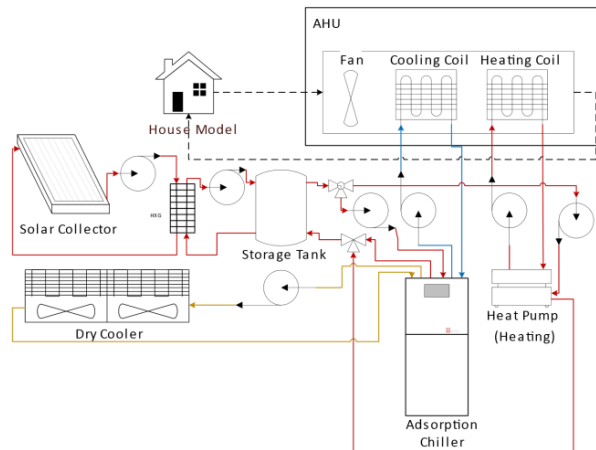 AHU
Fan
Cooling Coil
Heating Coil
House Model
HXG
Solar Collector
Storage Tank
Dry Cooler
Heat Pump
(Heating)
Adsorption
Chiller